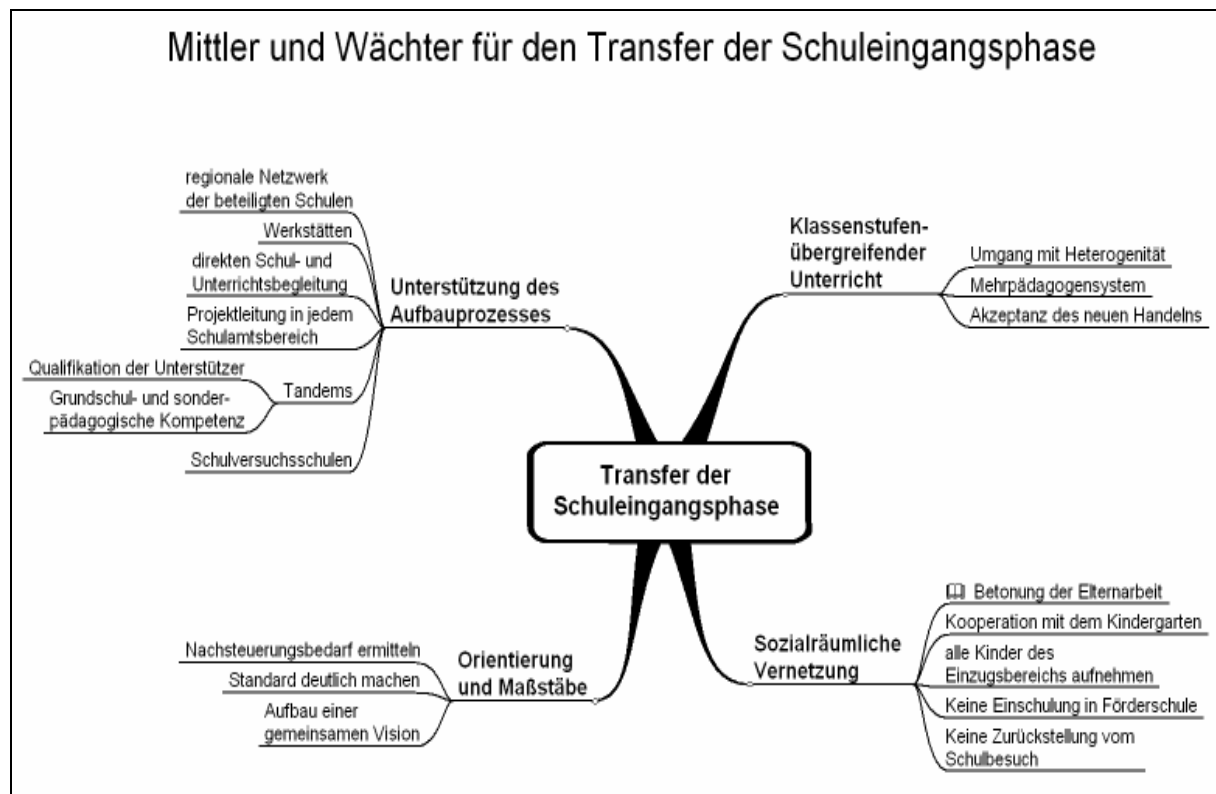 Mittler und Wächter für den Transfer der Schuleingangsphase
regionale Netzwerk
der beteiligten Schulen
Werkstätten
direkten Schul- und
Unterrichtsbegleitung
Projektleitung in jedem
Schulamtsbereich
Qualifikation der Unterstützer
Grundschul- und sonder-
pädagogische Kompetenz
Tandems
Schulversuchsschulen
Unterstützung des
Aufbauprozesses
Klassenstufen-
übergreifender
Unterricht
Umgang mit Heterogenität
Mehrpädagogensystem
Akzeptanz des neuen Handelns
Transfer der
Schuleingangsphase
Nachsteuerungsbedarf ermitteln
Standard deutlich machen
Aufbau einer
gemeinsamen Vision
Orientierung
und Maßstäbe
Sozialräumliche
Vernetzung
Betonung der Elternarbeit
Kooperation mit dem Kindergarten
alle Kinder des
Einzugsbereichs aufnehmen
Keine Einschulung in Förderschule
Keine Zurückstellung vom
Schulbesuch